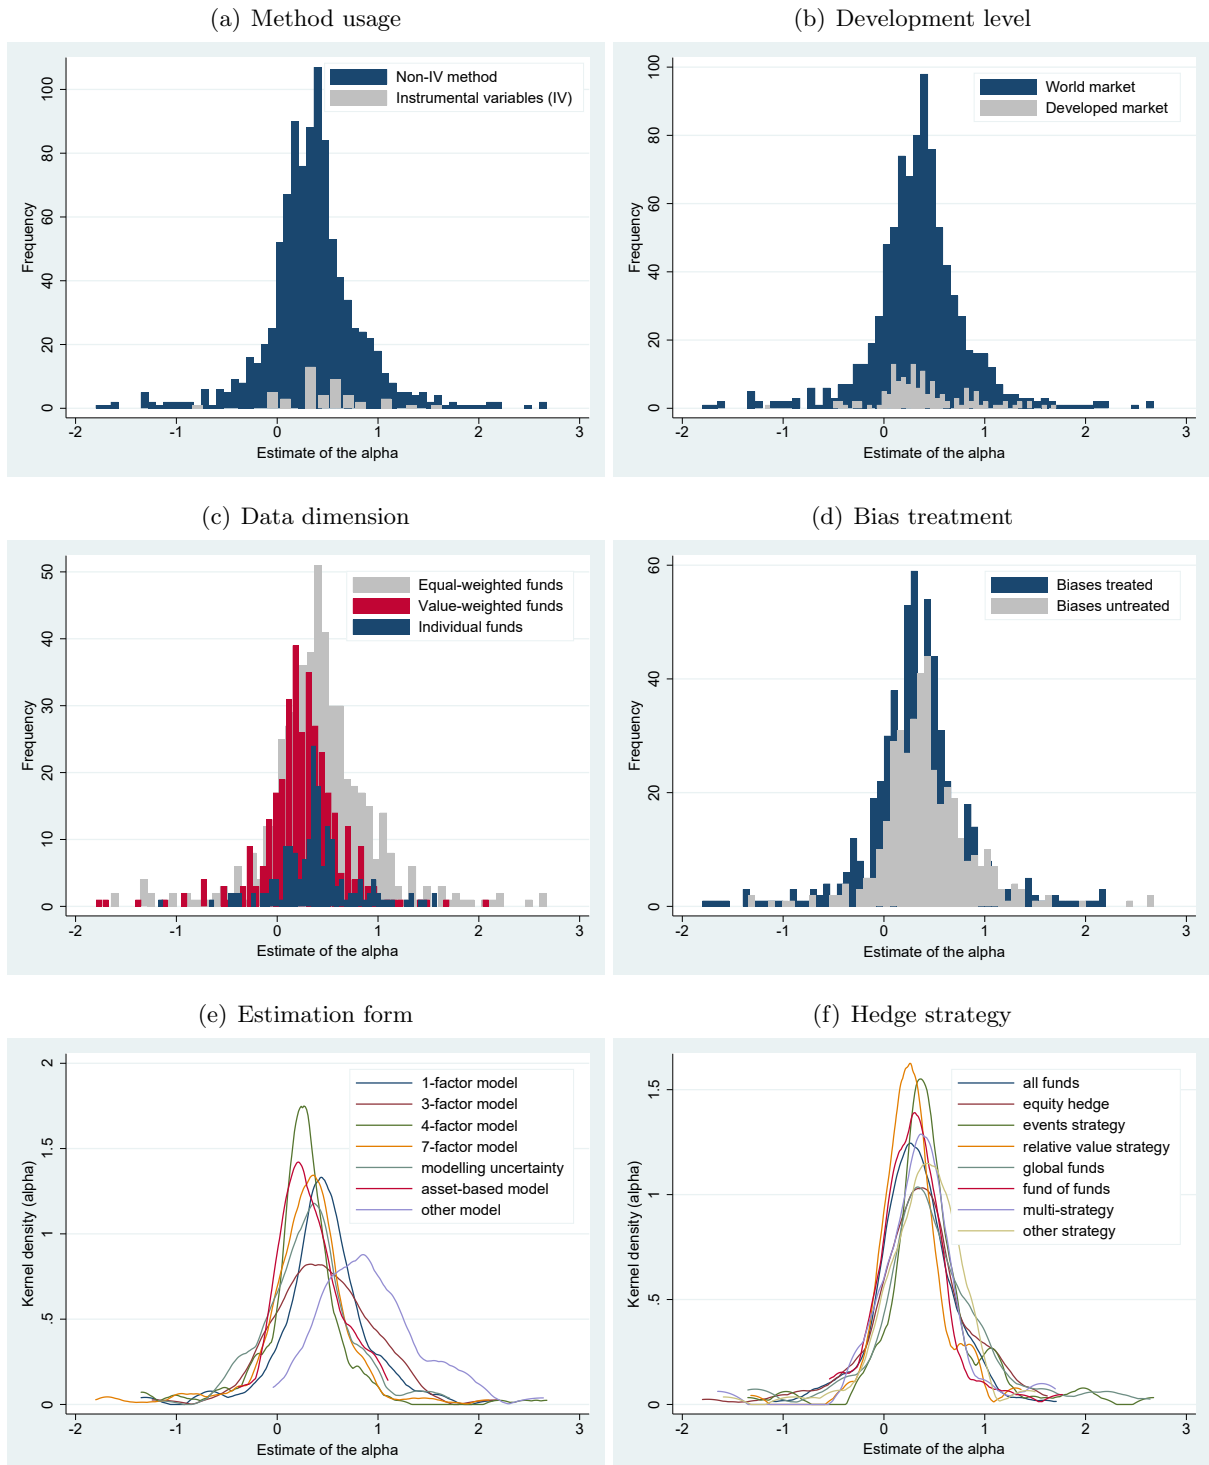 (a) Method usage
Non-IV method
Instrumental variables (IV)
Frequency
0 20 40 60 80 100
-2 -1 0 1 2 3
Estimate of the alpha
(b) Development level
World market
Developed market
Frequency
0 20 40 60 80 100
-2 -1 0 1 2 3
Estimate of the alpha
(c) Data dimension
Equal-weighted funds
Value-weighted funds
Individual funds
Frequency
0 10 20 30 40 50
-2 -1 0 1 2 3
Estimate of the alpha
(d) Bias treatment
Biases treated
Biases untreated
Frequency
0 20 40 60
-2 -1 0 1 2 3
Estimate of the alpha
(e) Estimation form
1-factor model
3-factor model
4-factor model
7-factor model
modelling uncertainty
asset-based model
other model
Kernel density (alpha)
0 .5 1 1.5 2
-2 -1 0 1 2 3
Estimate of the alpha
(f) Hedge strategy
all funds
equity hedge
events strategy
relative value strategy
global funds
fund of funds
multi-strategy
other strategy
Kernel density (alpha)
0 .5 1 1.5
-2 -1 0 1 2 3
Estimate of the alpha